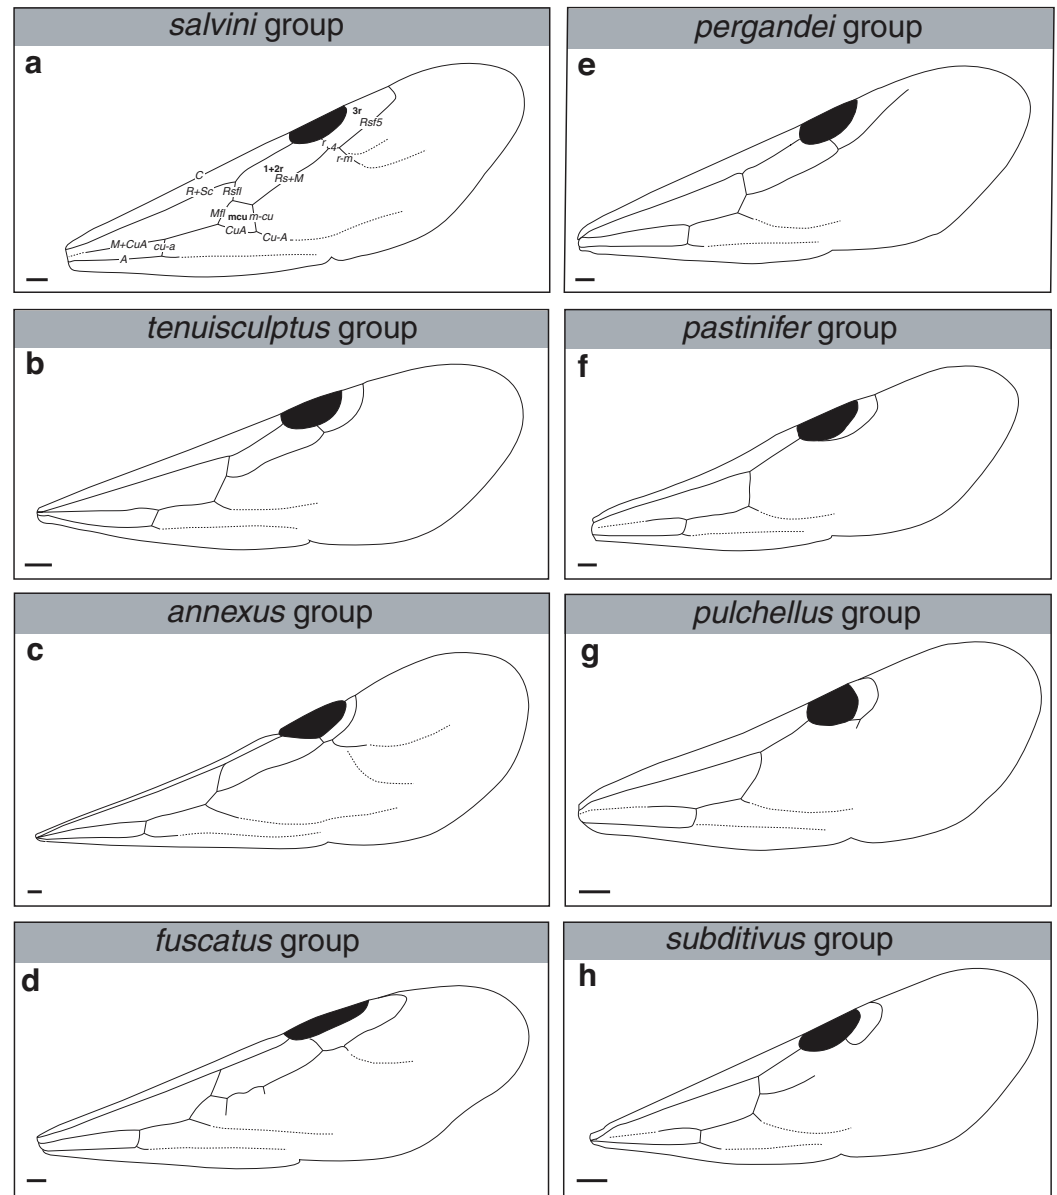 salvini group
a
3r
Rsf5
r
4
r-m
1+2r
Rs+M
C
R+Sc
Rsfl
Mfl
mcu
m-cu
CuA
Cu-A
M+CuA
cu-a
A
pergandei group
e
tenuisculptus group
b
pastinifer group
f
annexus group
c
pulchellus group
g
fuscatus group
d
subditivus group
h